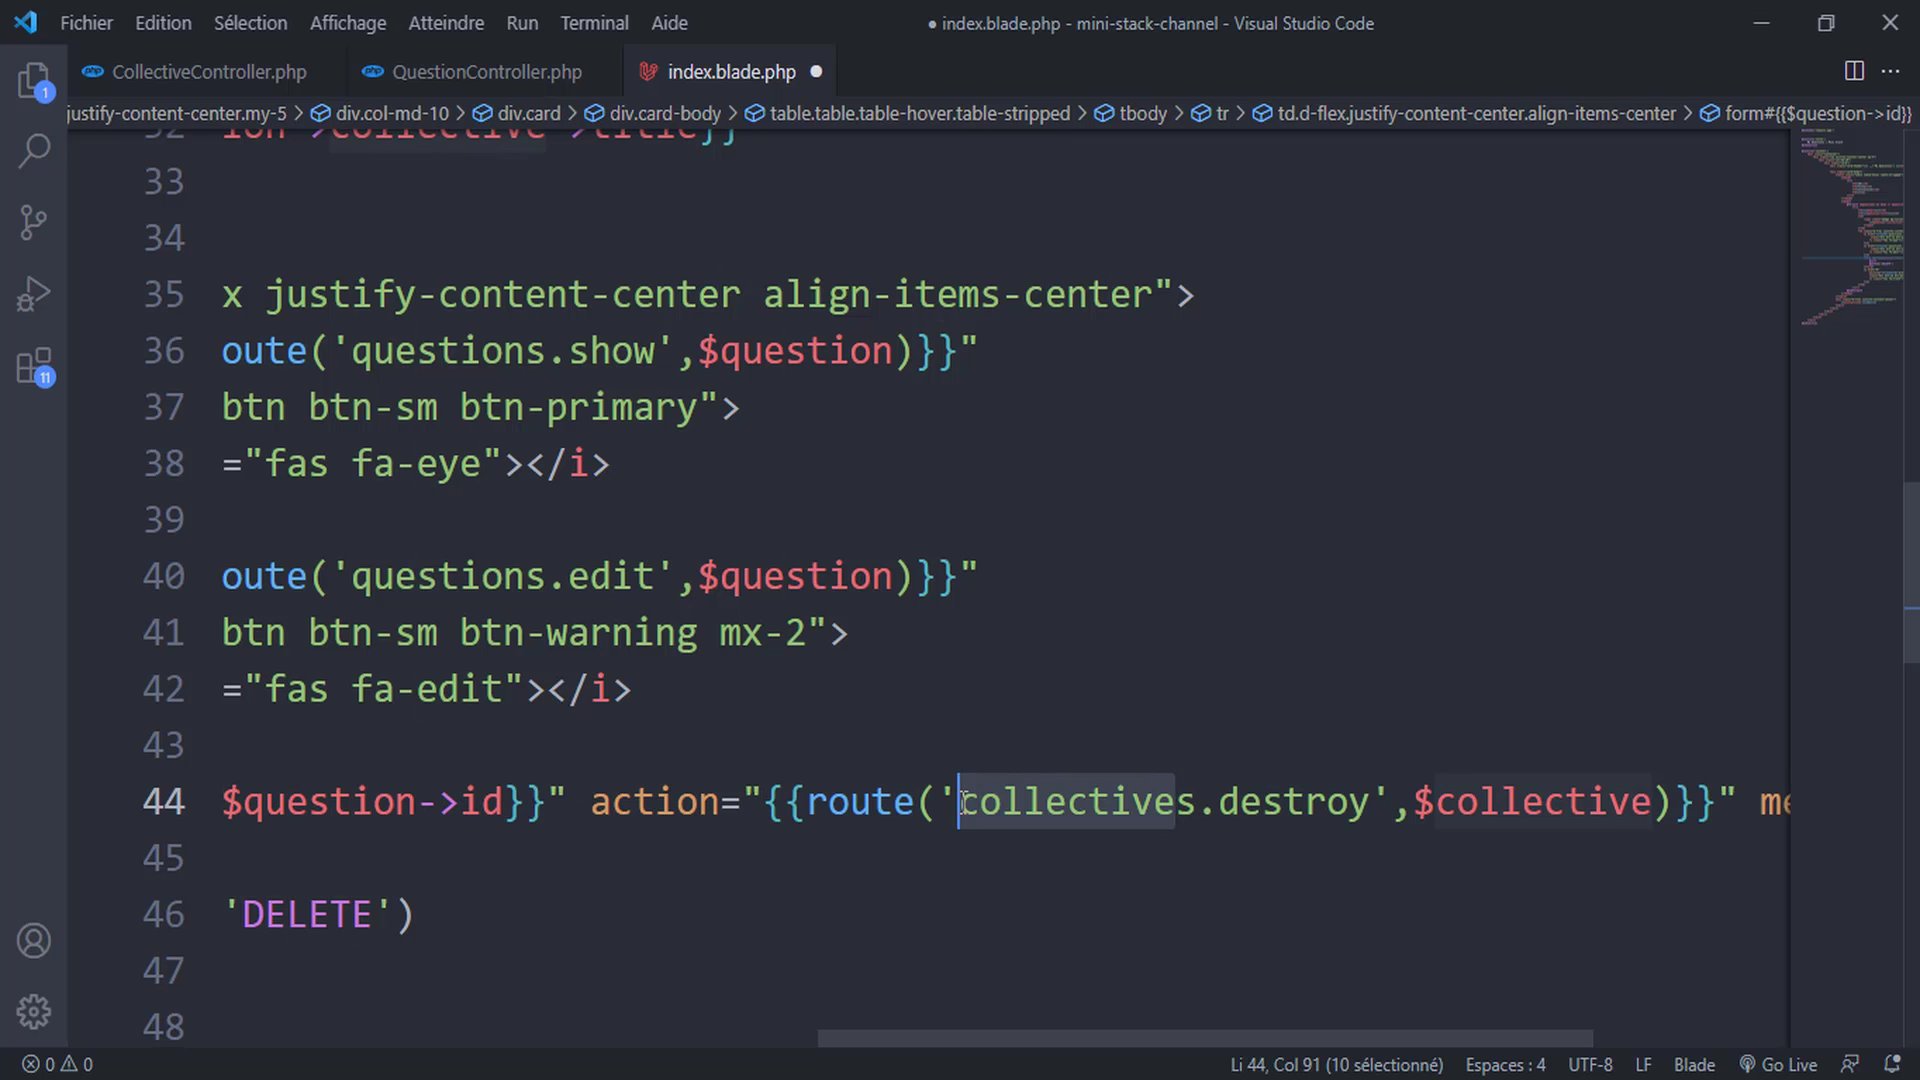 Fichier Edition Sélection Affichage Atteindre Run Terminal Aide
● index.blade.php - mini-stack-channel - Visual Studio Code
CollectiveController.php QuestionController.php index.blade.php ●
justify-content-center.my-5 > div.col-md-10 > div.card > div.card-body > table.table.table-hover.table-stripped > tbody > tr > td.d-flex.justify-content-center.align-items-center > form#{{$question->id}}
32 ion->collective->title}}
33
34
35 x justify-content-center align-items-center">
36 oute('questions.show',$question)}}"
37 btn btn-sm btn-primary">
38 ="fas fa-eye"></i>
39
40 oute('questions.edit',$question)}}"
41 btn btn-sm btn-warning mx-2">
42 ="fas fa-edit"></i>
43
44 $question->id}}" action="{{route('collectives.destroy',$collective)}}" me
45
46 'DELETE')
47
48
1
11
0 0 Li 44, Col 91 (10 sélectionné) Espaces : 4 UTF-8 LF Blade Go Live